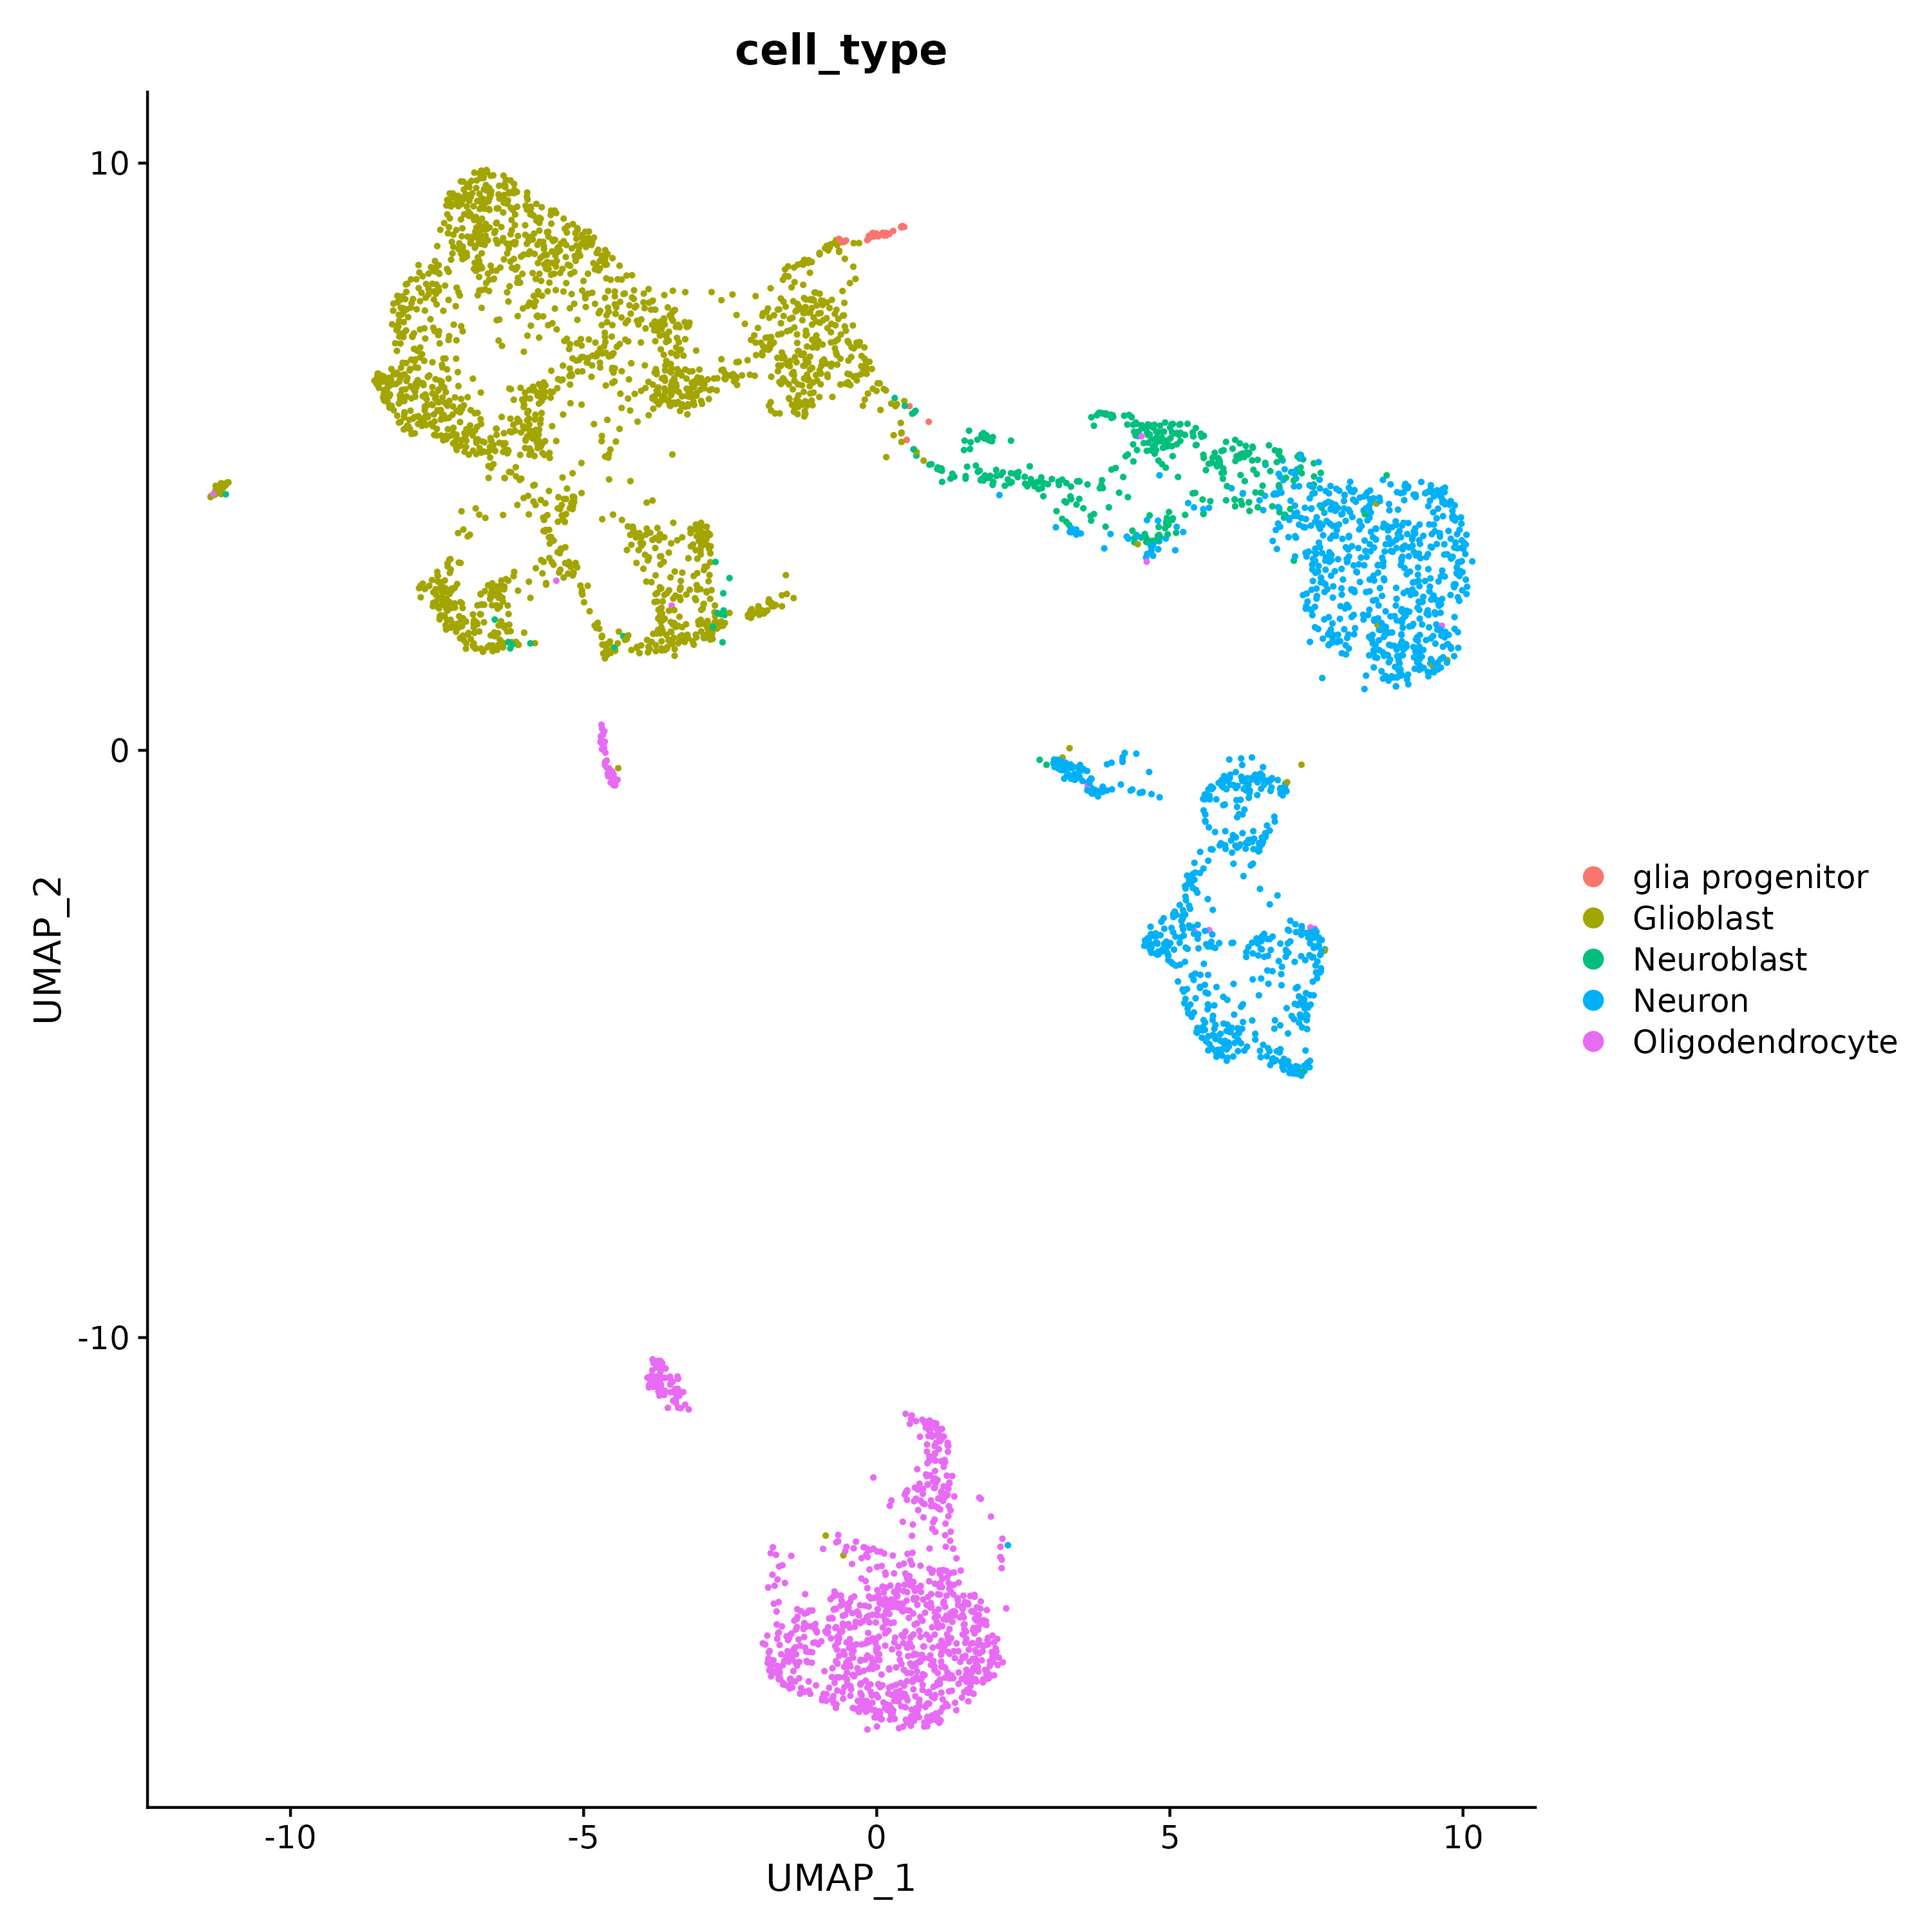 cell_type
10
0
-10
UMAP_2
-10
-5
0
5
10
UMAP_1
glia progenitor
Glioblast
Neuroblast
Neuron
Oligodendrocyte